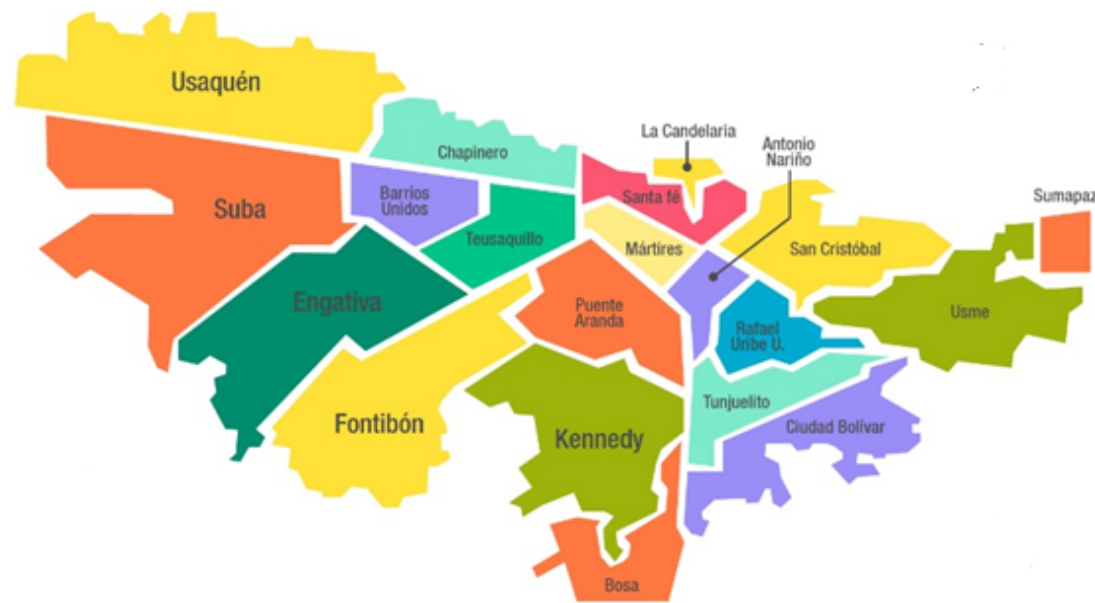 Usaquén
La Candelaria
Antonio
Nariño
Chapinero
Santa fé
Sumapaz
Barrios
Unidos
Suba
Teusaquillo
Mártires
San Cristóbal
Engativa
Puente
Aranda
Rafael
Uribe U.
Usme
Tunjuelito
Fontibón
Kennedy
Ciudad Bolívar
Bosa